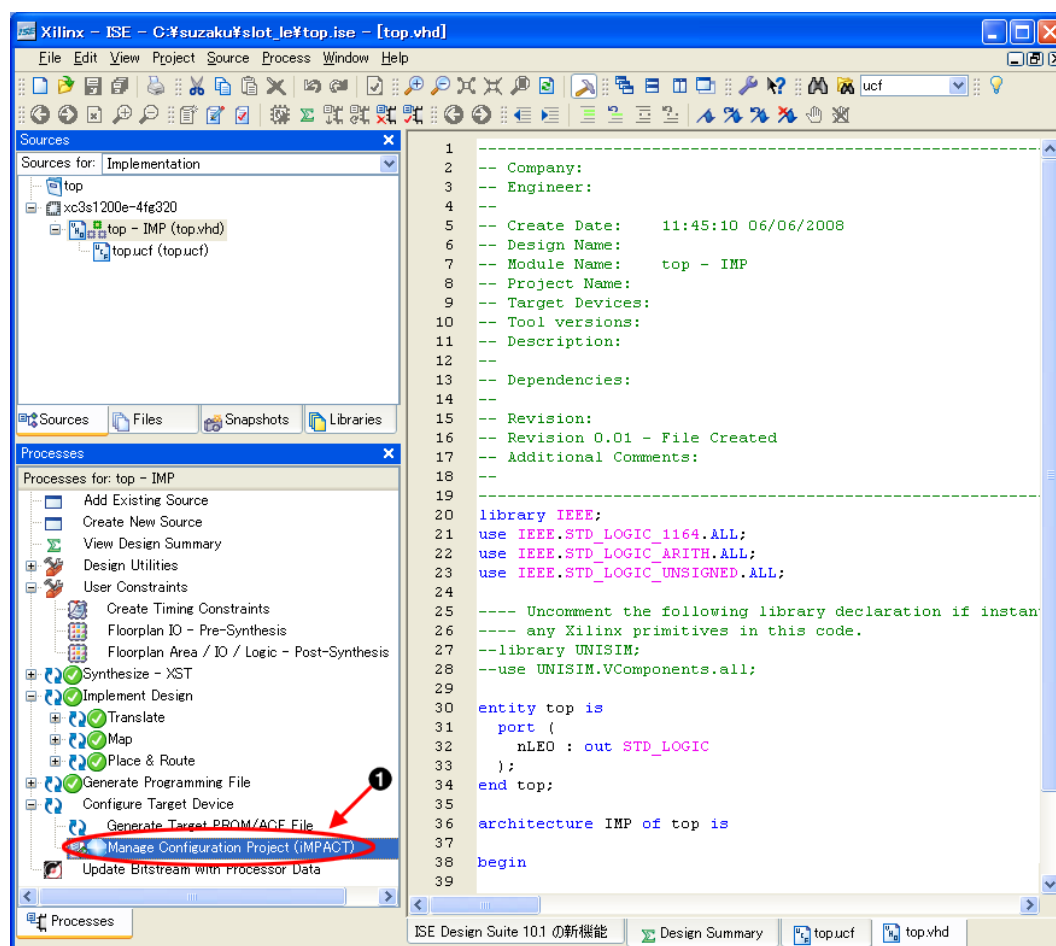 Xilinx - ISE - C:¥suzaku¥slot_le¥top.ise - [top.vhd]
File Edit View Project Source Process Window Help
ucf
Sources
Sources for: Implementation
top
xc3s1200e-4fg320
top - IMP (top.vhd)
top.ucf (top.ucf)
Sources Files Snapshots Libraries
Processes
Processes for: top - IMP
Add Existing Source
Create New Source
View Design Summary
Design Utilities
User Constraints
Create Timing Constraints
Floorplan IO - Pre-Synthesis
Floorplan Area / IO / Logic - Post-Synthesis
Synthesize - XST
Implement Design
Translate
Map
Place & Route
Generate Programming File
Configure Target Device
Generate Target PROM/ACE File
Manage Configuration Project (iMPACT)
Update Bitstream with Processor Data
❶
Processes
1 --------------------------------------------------------------------------------
2 -- Company:
3 -- Engineer:
4 --
5 -- Create Date: 11:45:10 06/06/2008
6 -- Design Name:
7 -- Module Name: top - IMP
8 -- Project Name:
9 -- Target Devices:
10 -- Tool versions:
11 -- Description:
12 --
13 -- Dependencies:
14 --
15 -- Revision:
16 -- Revision 0.01 - File Created
17 -- Additional Comments:
18 --
19 --------------------------------------------------------------------------------
20 library IEEE;
21 use IEEE.STD_LOGIC_1164.ALL;
22 use IEEE.STD_LOGIC_ARITH.ALL;
23 use IEEE.STD_LOGIC_UNSIGNED.ALL;
24
25 ---- Uncomment the following library declaration if instan
26 ---- any Xilinx primitives in this code.
27 --library UNISIM;
28 --use UNISIM.VComponents.all;
29
30 entity top is
31 port (
32 nLE0 : out STD_LOGIC
33 );
34 end top;
35
36 architecture IMP of top is
37
38 begin
39
ISE Design Suite 10.1 の新機能 Design Summary top.ucf top.vhd